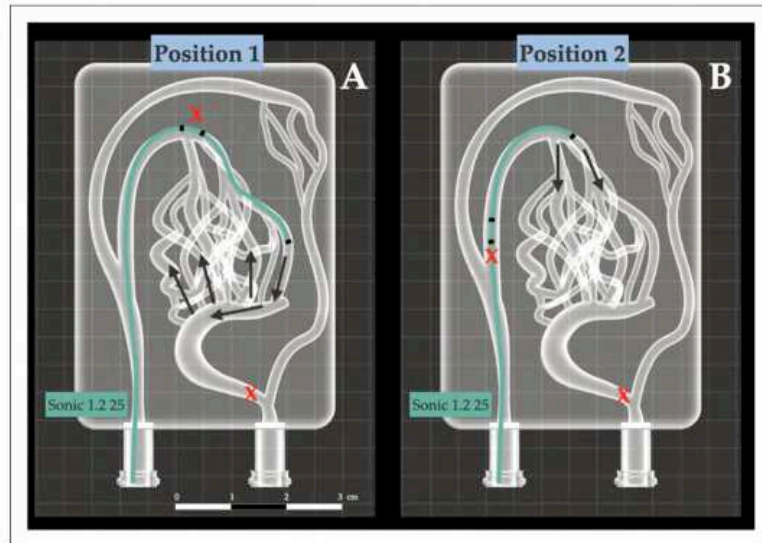 Position 1
A
X
X
Sonic 1.2 25
0 1 2 3 cm
Position 2
B
X
X
Sonic 1.2 25